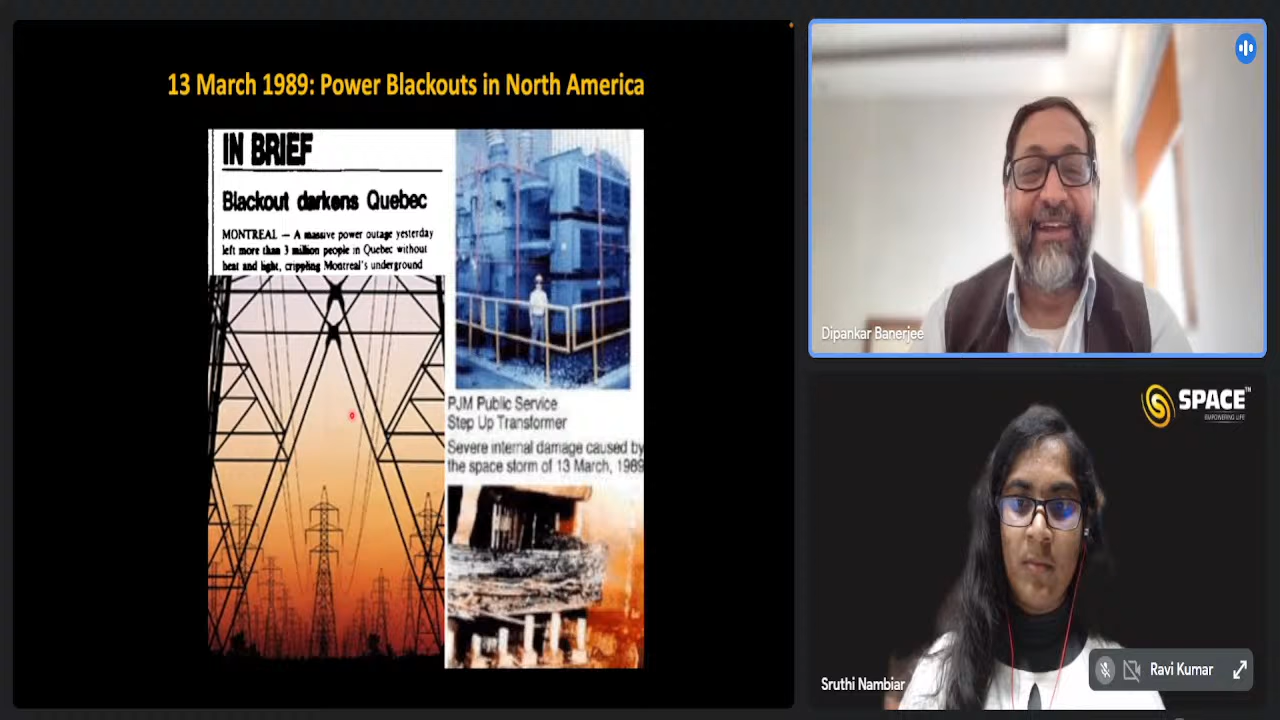 13 March 1989: Power Blackouts in North America
IN BRIEF
Blackout darkens Quebec
MONTREAL — A massive power outage yesterday
left more than 3 million people in Quebec without
heat and light, crippling Montreal's underground
PJM Public Service
Step Up Transformer
Severe internal damage caused by
the space storm of 13 March, 1989
Dipankar Banerjee
SPACE™
EMPOWERING LIFE
Sruthi Nambiar
Ravi Kumar